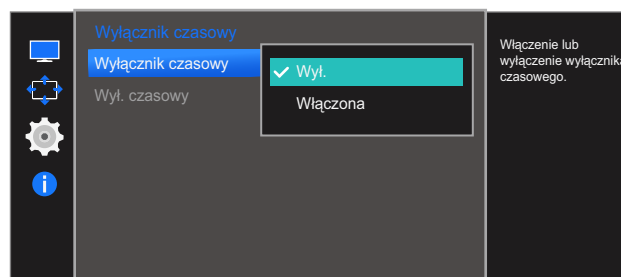 Wyłącznik czasowy
Wyłącznik czasowy
Wył.
Wył. czasowy
Włączona
Włączenie lub
wyłączenie wyłącznika
czasowego.